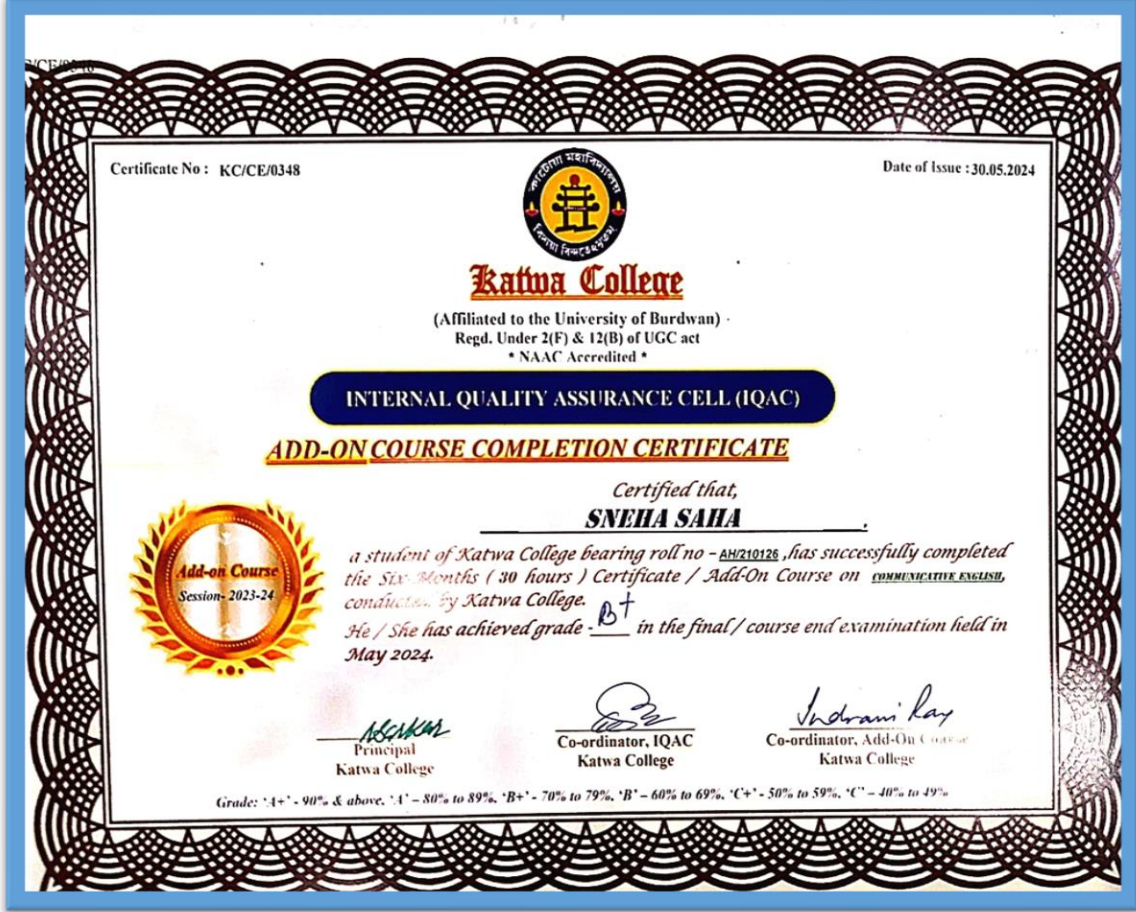 Certificate No : KC/CE/0348
Date of Issue : 30.05.2024
কাটোয়া মহাবিদ্যালয়
Katwa College
(Affiliated to the University of Burdwan)
Regd. Under 2(F) & 12(B) of UGC act
* NAAC Accredited *
INTERNAL QUALITY ASSURANCE CELL (IQAC)
ADD-ON COURSE COMPLETION CERTIFICATE
Certified that,
SNEHA SAHA
Add-on Course
Session- 2023-24
a student of Katwa College bearing roll no – AH/210126 , has successfully completed
the Six Months ( 30 hours ) Certificate / Add-On Course on COMMUNICATIVE ENGLISH,
conducted by Katwa College.
He / She has achieved grade - B+ in the final / course end examination held in
May 2024.
Principal
Katwa College
Co-ordinator, IQAC
Katwa College
Indrani Ray
Co-ordinator, Add-On Course
Katwa College
Grade: 'A+' - 90% & above, 'A' – 80% to 89%, 'B+' - 70% to 79%, 'B' – 60% to 69%, 'C+' - 50% to 59%, 'C' – 40% to 49%